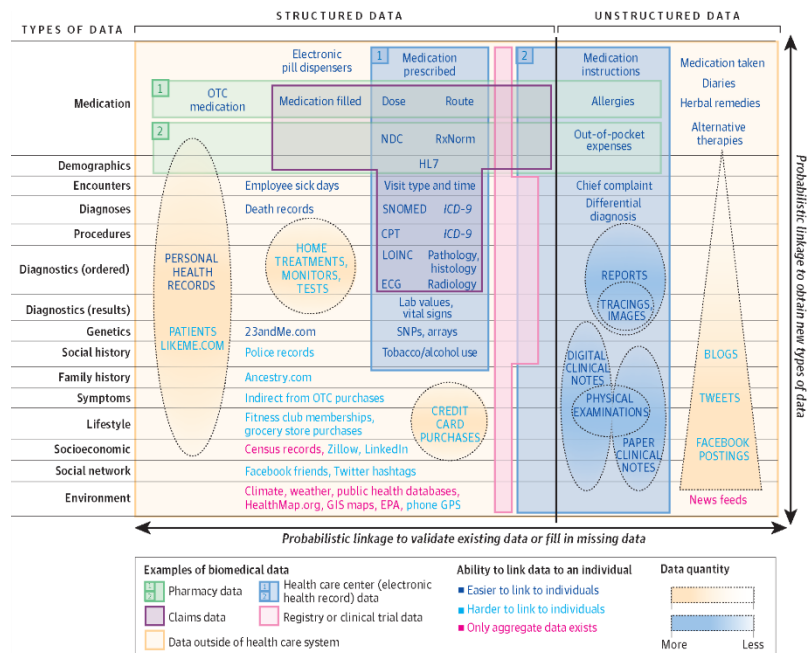 STRUCTURED DATA
UNSTRUCTURED DATA
TYPES OF DATA
Medication
Demographics
Encounters
Diagnoses
Procedures
Diagnostics (ordered)
Diagnostics (results)
Genetics
Social history
Family history
Symptoms
Lifestyle
Socioeconomic
Social network
Environment
1
OTC
medication
2
PERSONAL
HEALTH
RECORDS
PATIENTS
LIKEME.COM
Electronic
pill dispensers
Medication filled
Employee sick days
Death records
HOME
TREATMENTS,
MONITORS,
TESTS
23andMe.com
Police records
Ancestry.com
Indirect from OTC purchases
Fitness club memberships,
grocery store purchases
Census records, Zillow, LinkedIn
Facebook friends, Twitter hashtags
Climate, weather, public health databases,
HealthMap.org, GIS maps, EPA, phone GPS
CREDIT
CARD
PURCHASES
1
Medication
prescribed
Dose Route
NDC RxNorm
HL7
Visit type and time
SNOMED iCD-9
CPT iCD-9
LOINC Pathology,
histology
ECG Radiology
Lab values,
vital signs
SNPs, arrays
Tobacco/alcohol use
2
Medication
instructions
Allergies
Out-of-pocket
expenses
Chief complaint
Differential
diagnosis
REPORTS
TRACINGS,
IMAGES
DIGITAL
CLINICAL
NOTES
PHYSICAL
EXAMINATIONS
PAPER
CLINICAL
NOTES
Medication taken
Diaries
Herbal remedies
Alternative
therapies
BLOGS
TWEETS
FACEBOOK
POSTINGS
News feeds
Probabilistic linkage to obtain new types of data
Probabilistic linkage to validate existing data or fill in missing data
Examples of biomedical data
1
2
Pharmacy data
1
2
Health care center (electronic
health record) data
Claims data
Registry or clinical trial data
Data outside of health care system
Ability to link data to an individual
Easier to link to individuals
Harder to link to individuals
Only aggregate data exists
Data quantity
More Less